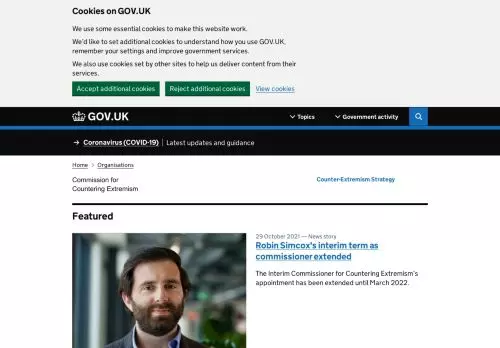 Cookies on GOV.UK
We use some essential cookies to make this website work.
We'd like to set additional cookies to understand how you use GOV.UK,
remember your settings and improve government services.
We also use cookies set by other sites to help us deliver content from their
services.
Accept additional cookies
Reject additional cookies
View cookies
GOV.UK
Topics
Government activity
Coronavirus (COVID-19)
Latest updates and guidance
Home
Organisations
Commission for
Countering Extremism
Counter-Extremism Strategy
Featured
29 October 2021 — News story
Robin Simcox's interim term as
commissioner extended
The interim Commissioner for Countering Extremism's
appointment has been extended until March 2022.